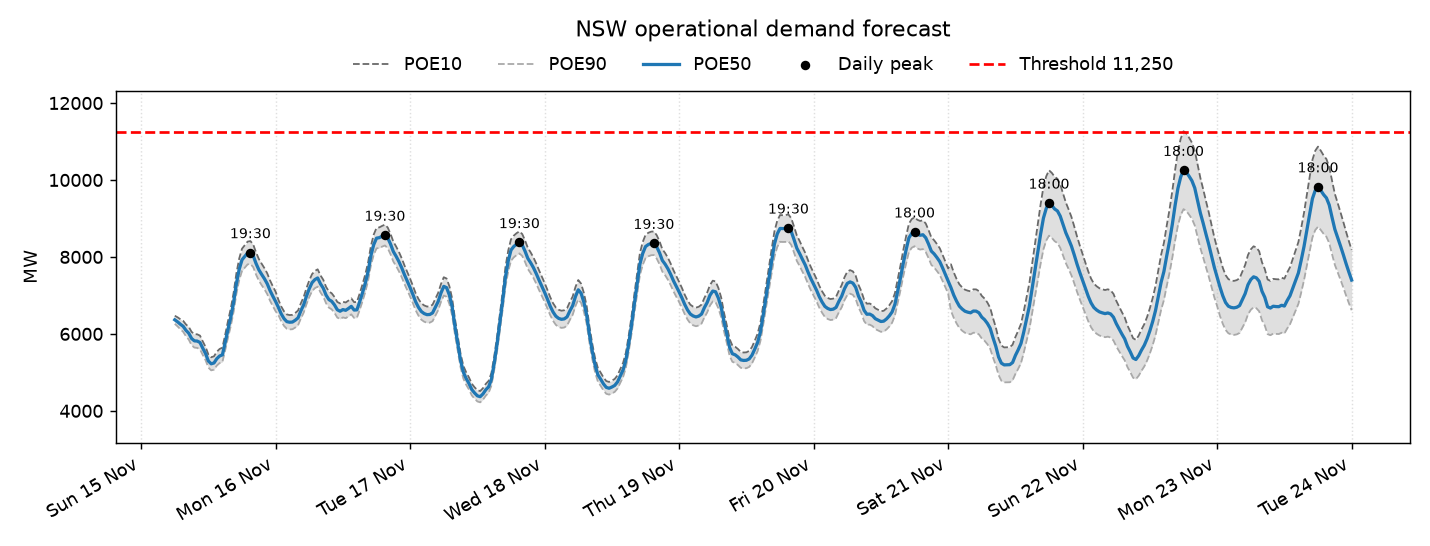 NSW operational demand forecast
POE10 POE90 POE50 Daily peak Threshold 11,250
MW
12000
10000
8000
6000
4000
19:30 19:30 19:30 19:30 19:30 18:00 18:00 18:00 18:00
Sun 15 Nov Mon 16 Nov Tue 17 Nov Wed 18 Nov Thu 19 Nov Fri 20 Nov Sat 21 Nov Sun 22 Nov Mon 23 Nov Tue 24 Nov